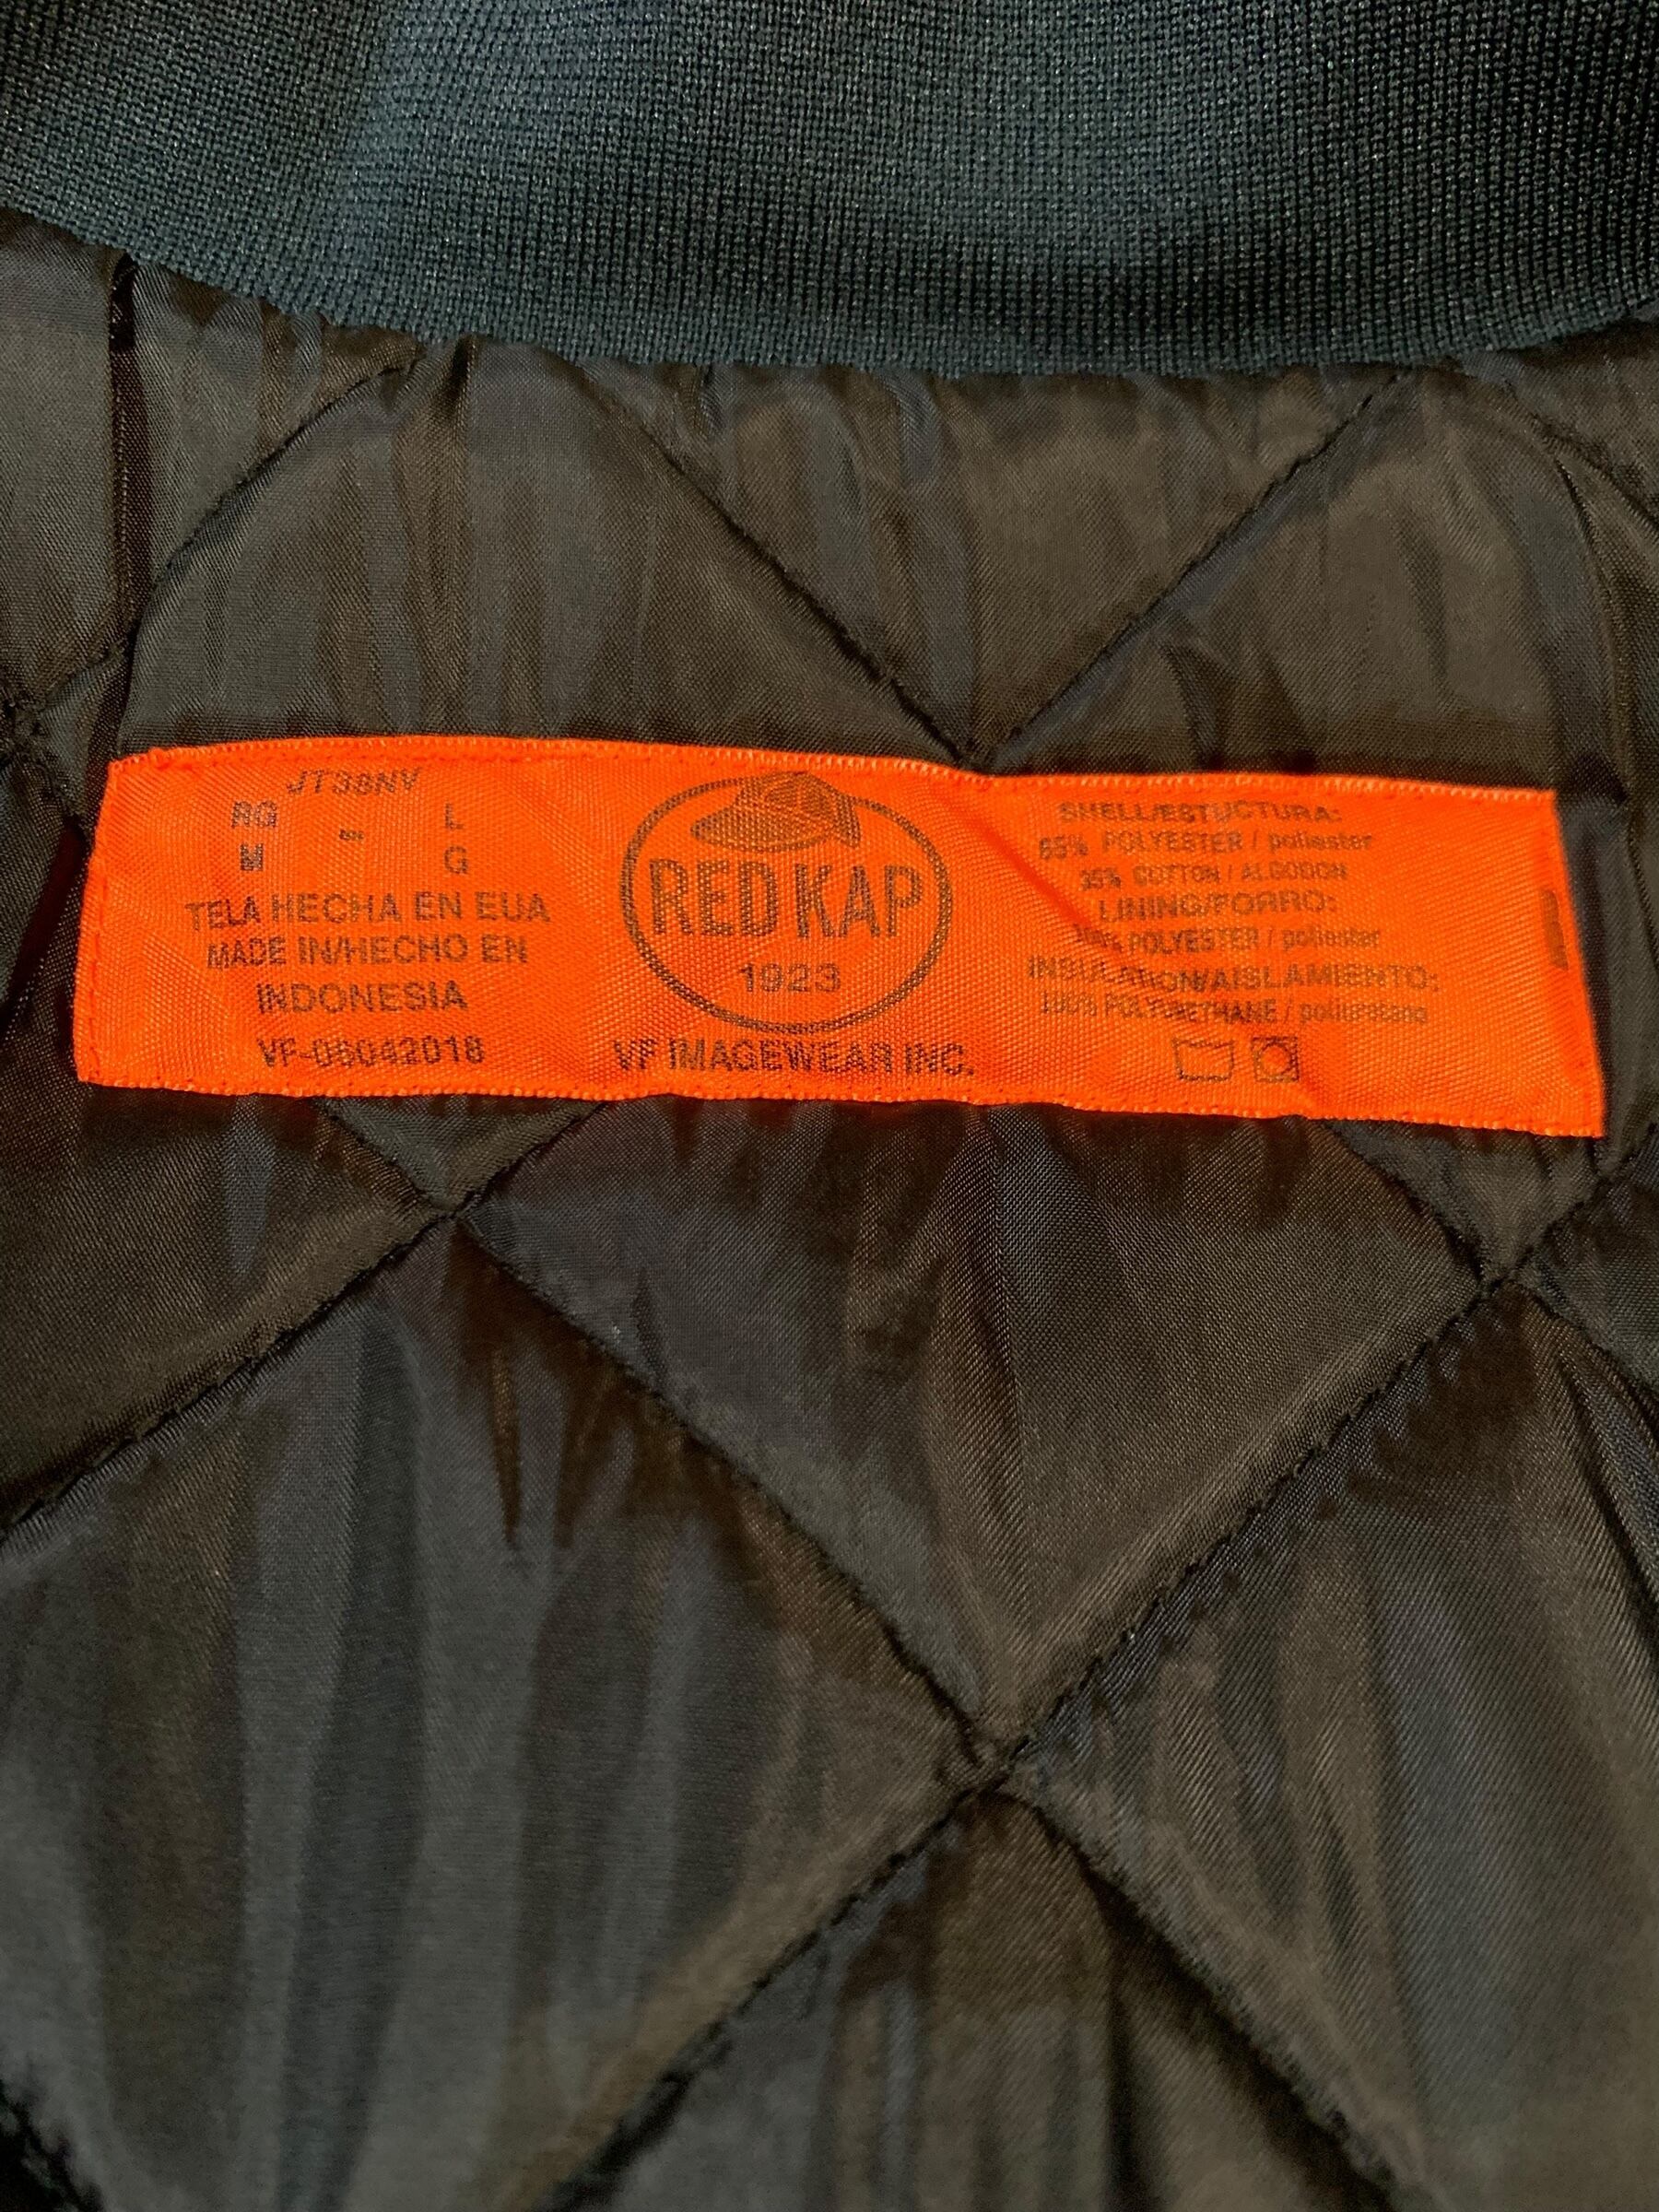 JT38NV
RG - L
M G
TELA HECHA EN EUA
MADE IN/HECHO EN
INDONESIA
VF-08042018
RED KAP
1923
VF IMAGEWEAR INC.
SHELL/ESTUCTURA:
65% POLYESTER / poliester
35% COTTON / ALGODON
LINING/FORRO:
100% POLYESTER / poliester
INSULATION/AISLAMIENTO:
100% POLYURETHANE / poliuretano